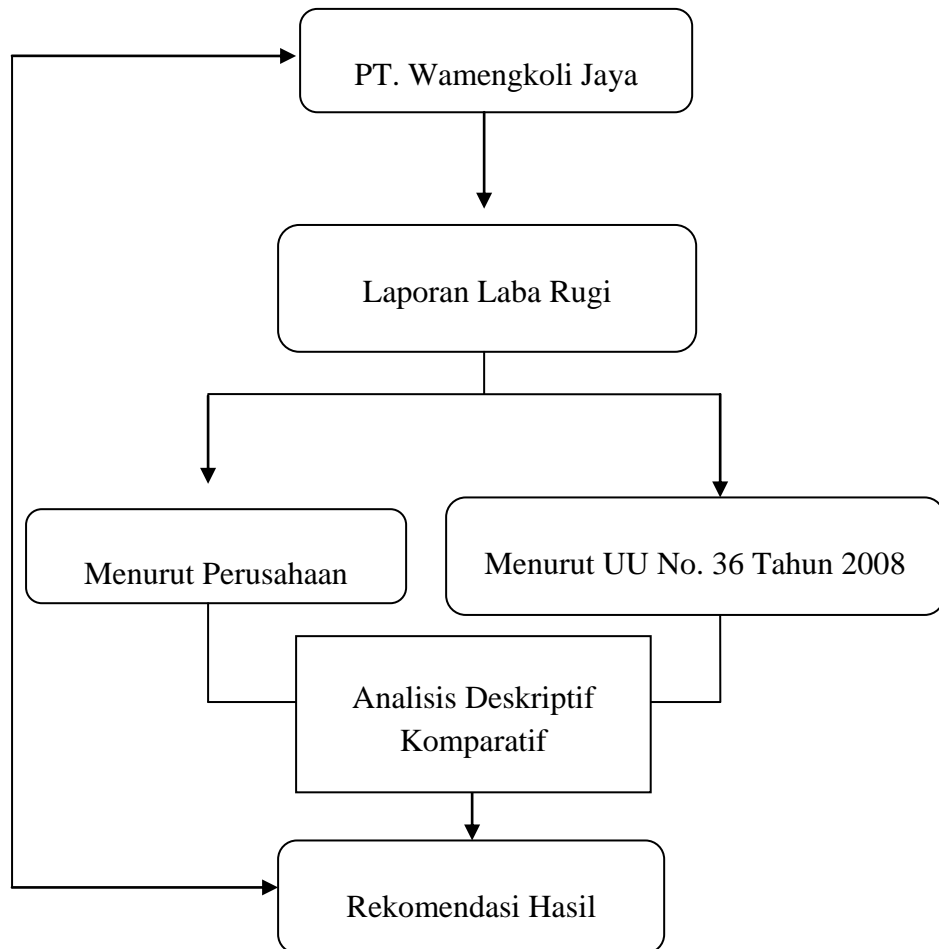 PT. Wamengkoli Jaya
Laporan Laba Rugi
Menurut Perusahaan
Menurut UU No. 36 Tahun 2008
Analisis Deskriptif
Komparatif
Rekomendasi Hasil